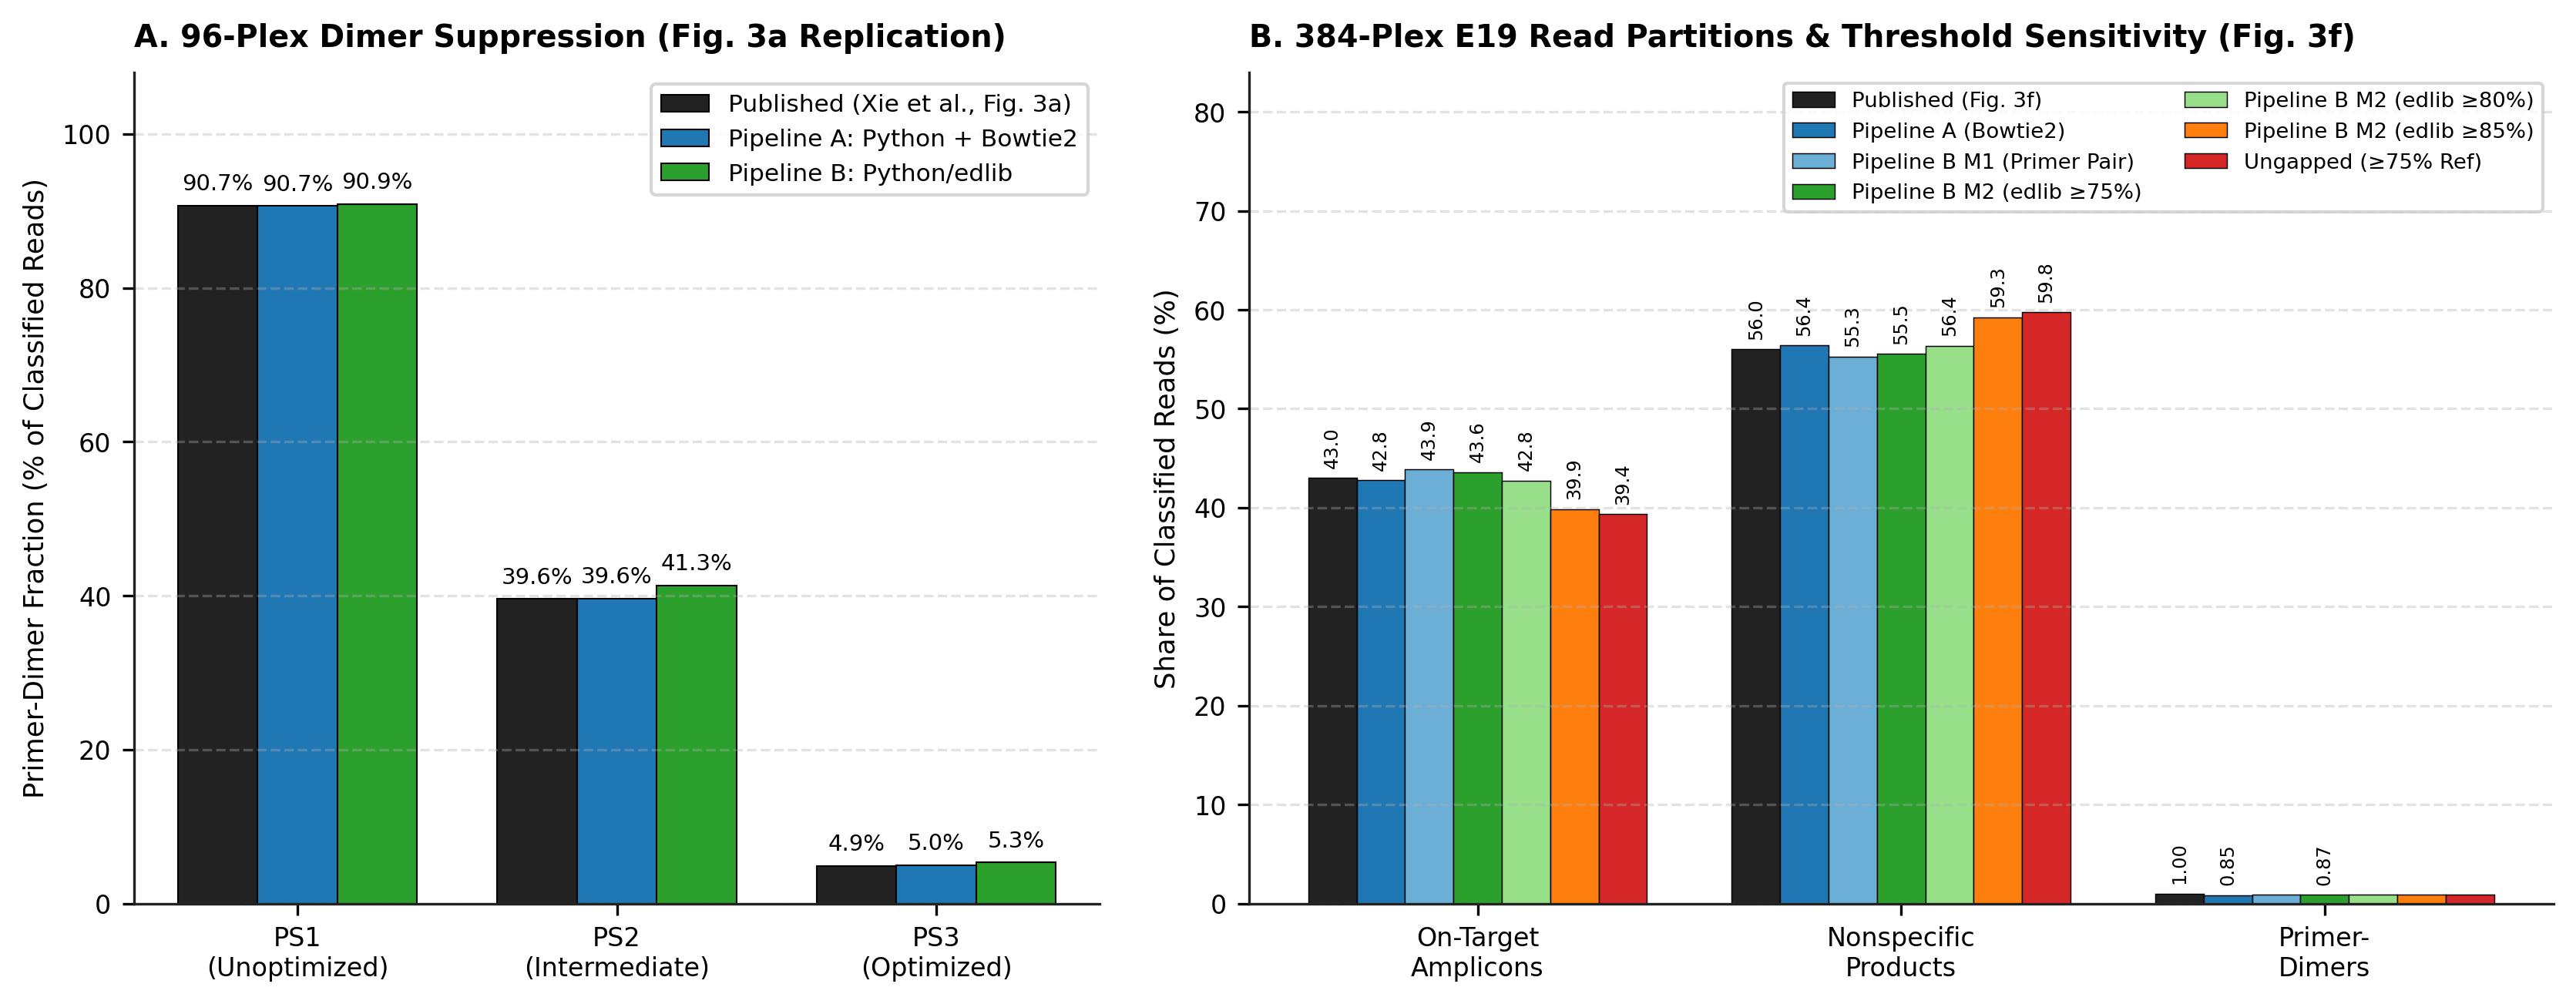 A. 96-Plex Dimer Suppression (Fig. 3a Replication)
Primer-Dimer Fraction (% of Classified Reads)
100
80
60
40
20
0
Published (Xie et al., Fig. 3a)
Pipeline A: Python + Bowtie2
Pipeline B: Python/edlib
90.7% 90.7% 90.9%
39.6% 39.6% 41.3%
4.9% 5.0% 5.3%
PS1
(Unoptimized)
PS2
(Intermediate)
PS3
(Optimized)
B. 384-Plex E19 Read Partitions & Threshold Sensitivity (Fig. 3f)
Share of Classified Reads (%)
80
70
60
50
40
30
20
10
0
Published (Fig. 3f)
Pipeline A (Bowtie2)
Pipeline B M1 (Primer Pair)
Pipeline B M2 (edlib ≥75%)
Pipeline B M2 (edlib ≥80%)
Pipeline B M2 (edlib ≥85%)
Ungapped (≥75% Ref)
43.0
42.8
43.9
43.6
42.8
39.9
39.4
56.0
56.4
55.3
55.5
56.4
59.3
59.8
1.00
0.85
0.87
On-Target
Amplicons
Nonspecific
Products
Primer-
Dimers